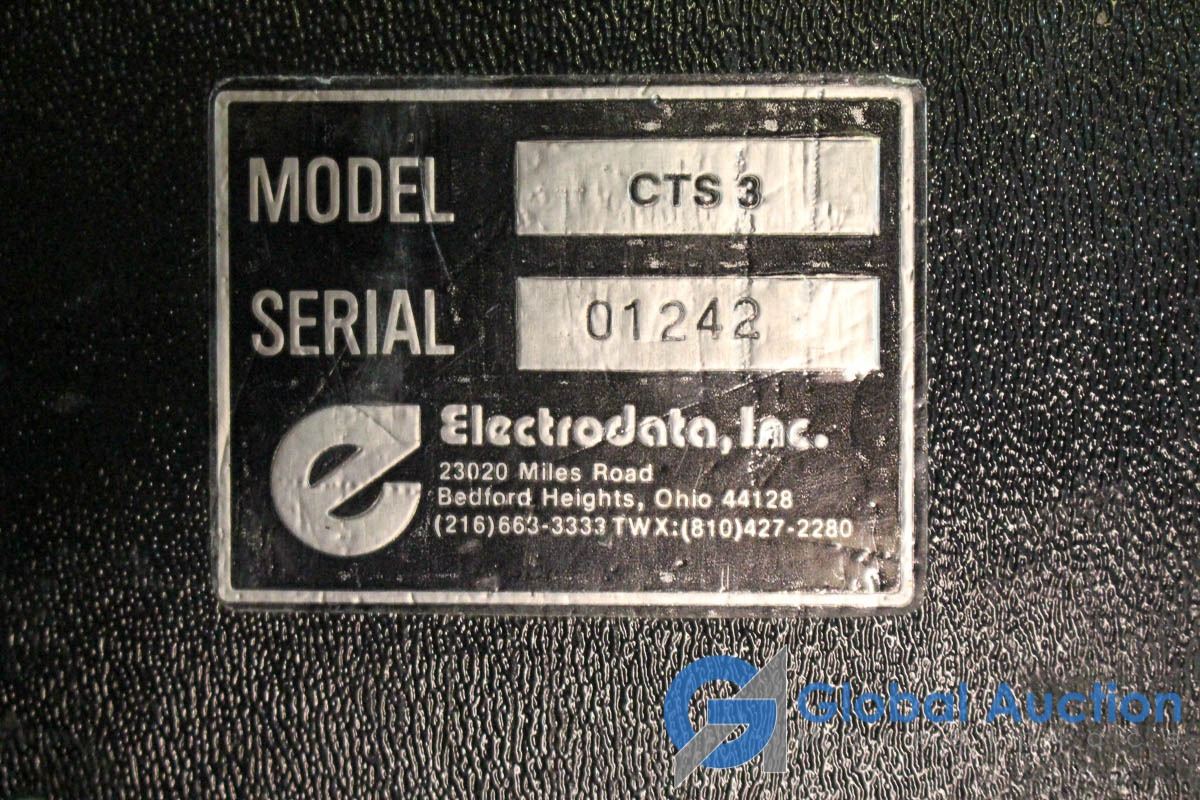 MODEL CTS 3
SERIAL 01242
e Electrodata, Inc.
23020 Miles Road
Bedford Heights, Ohio 44128
(216)663-3333 TWX:(810)427-2280
GA Global Auction